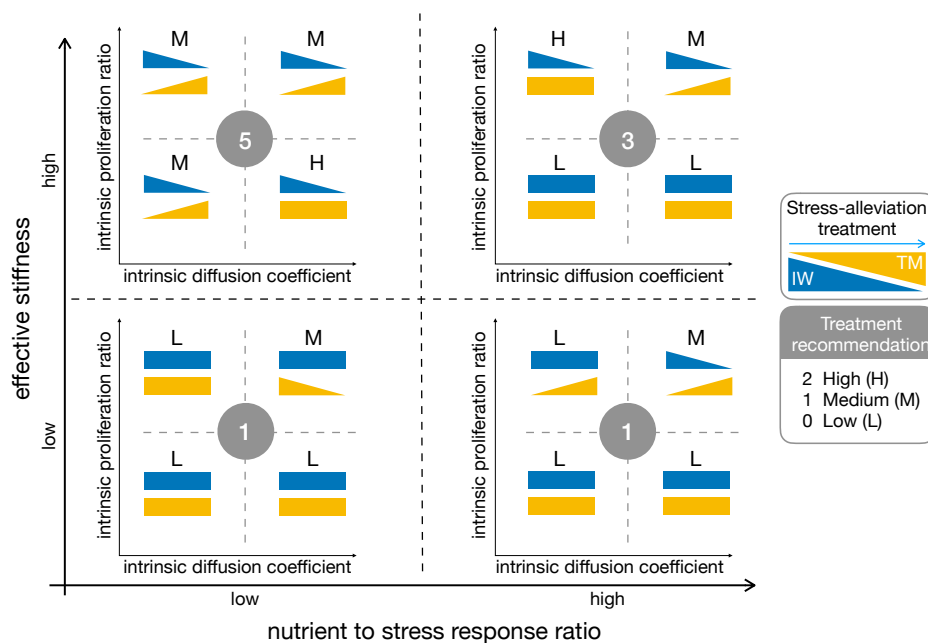 effective stiffness
high
low
intrinsic proliferation ratio
M
M
5
M
H
intrinsic diffusion coefficient
intrinsic proliferation ratio
H
M
3
L
L
intrinsic diffusion coefficient
intrinsic proliferation ratio
L
M
1
L
L
intrinsic diffusion coefficient
intrinsic proliferation ratio
L
M
1
L
L
intrinsic diffusion coefficient
low
high
nutrient to stress response ratio
Stress-alleviation
treatment
TM
IW
Treatment
recommendation
2 High (H)
1 Medium (M)
0 Low (L)